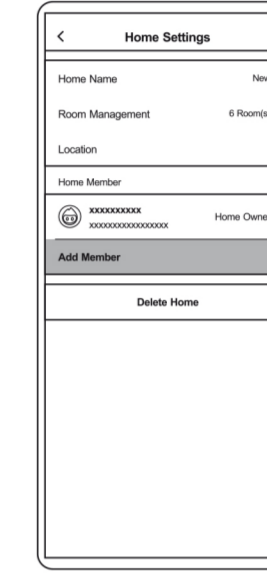 Home Settings
Home Name New
Room Management 6 Room(s
Location
Home Member
xxxxxxxxxx
Home Owne
xxxxxxxxxxxxxxxxx
Add Member
Delete Home